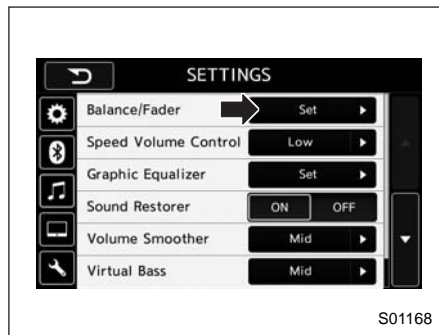 SETTINGS
Balance/Fader Set
Speed Volume Control Low
Graphic Equalizer Set
Sound Restorer ON OFF
Volume Smoother Mid
Virtual Bass Mid
S01168